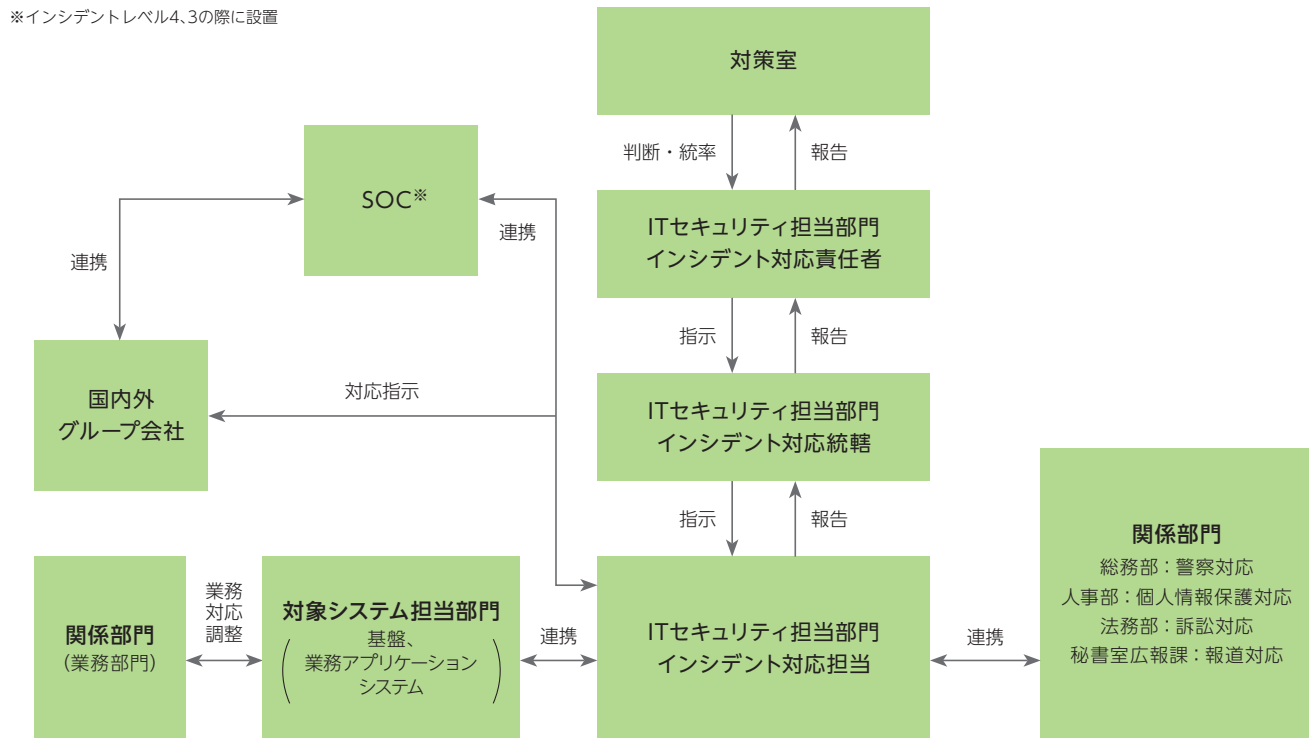 ※インシデントレベル4、3の際に設置
対策室
判断・統率
報告
SOC※
連携
連携
ITセキュリティ担当部門
インシデント対応責任者
指示
報告
国内外
グループ会社
対応指示
ITセキュリティ担当部門
インシデント対応統轄
指示
報告
関係部門
(業務部門)
業務
対応
調整
対象システム担当部門
基盤、
業務アプリケーション
システム
連携
ITセキュリティ担当部門
インシデント対応担当
連携
関係部門
総務部：警察対応
人事部：個人情報保護対応
法務部：訴訟対応
秘書室広報課：報道対応